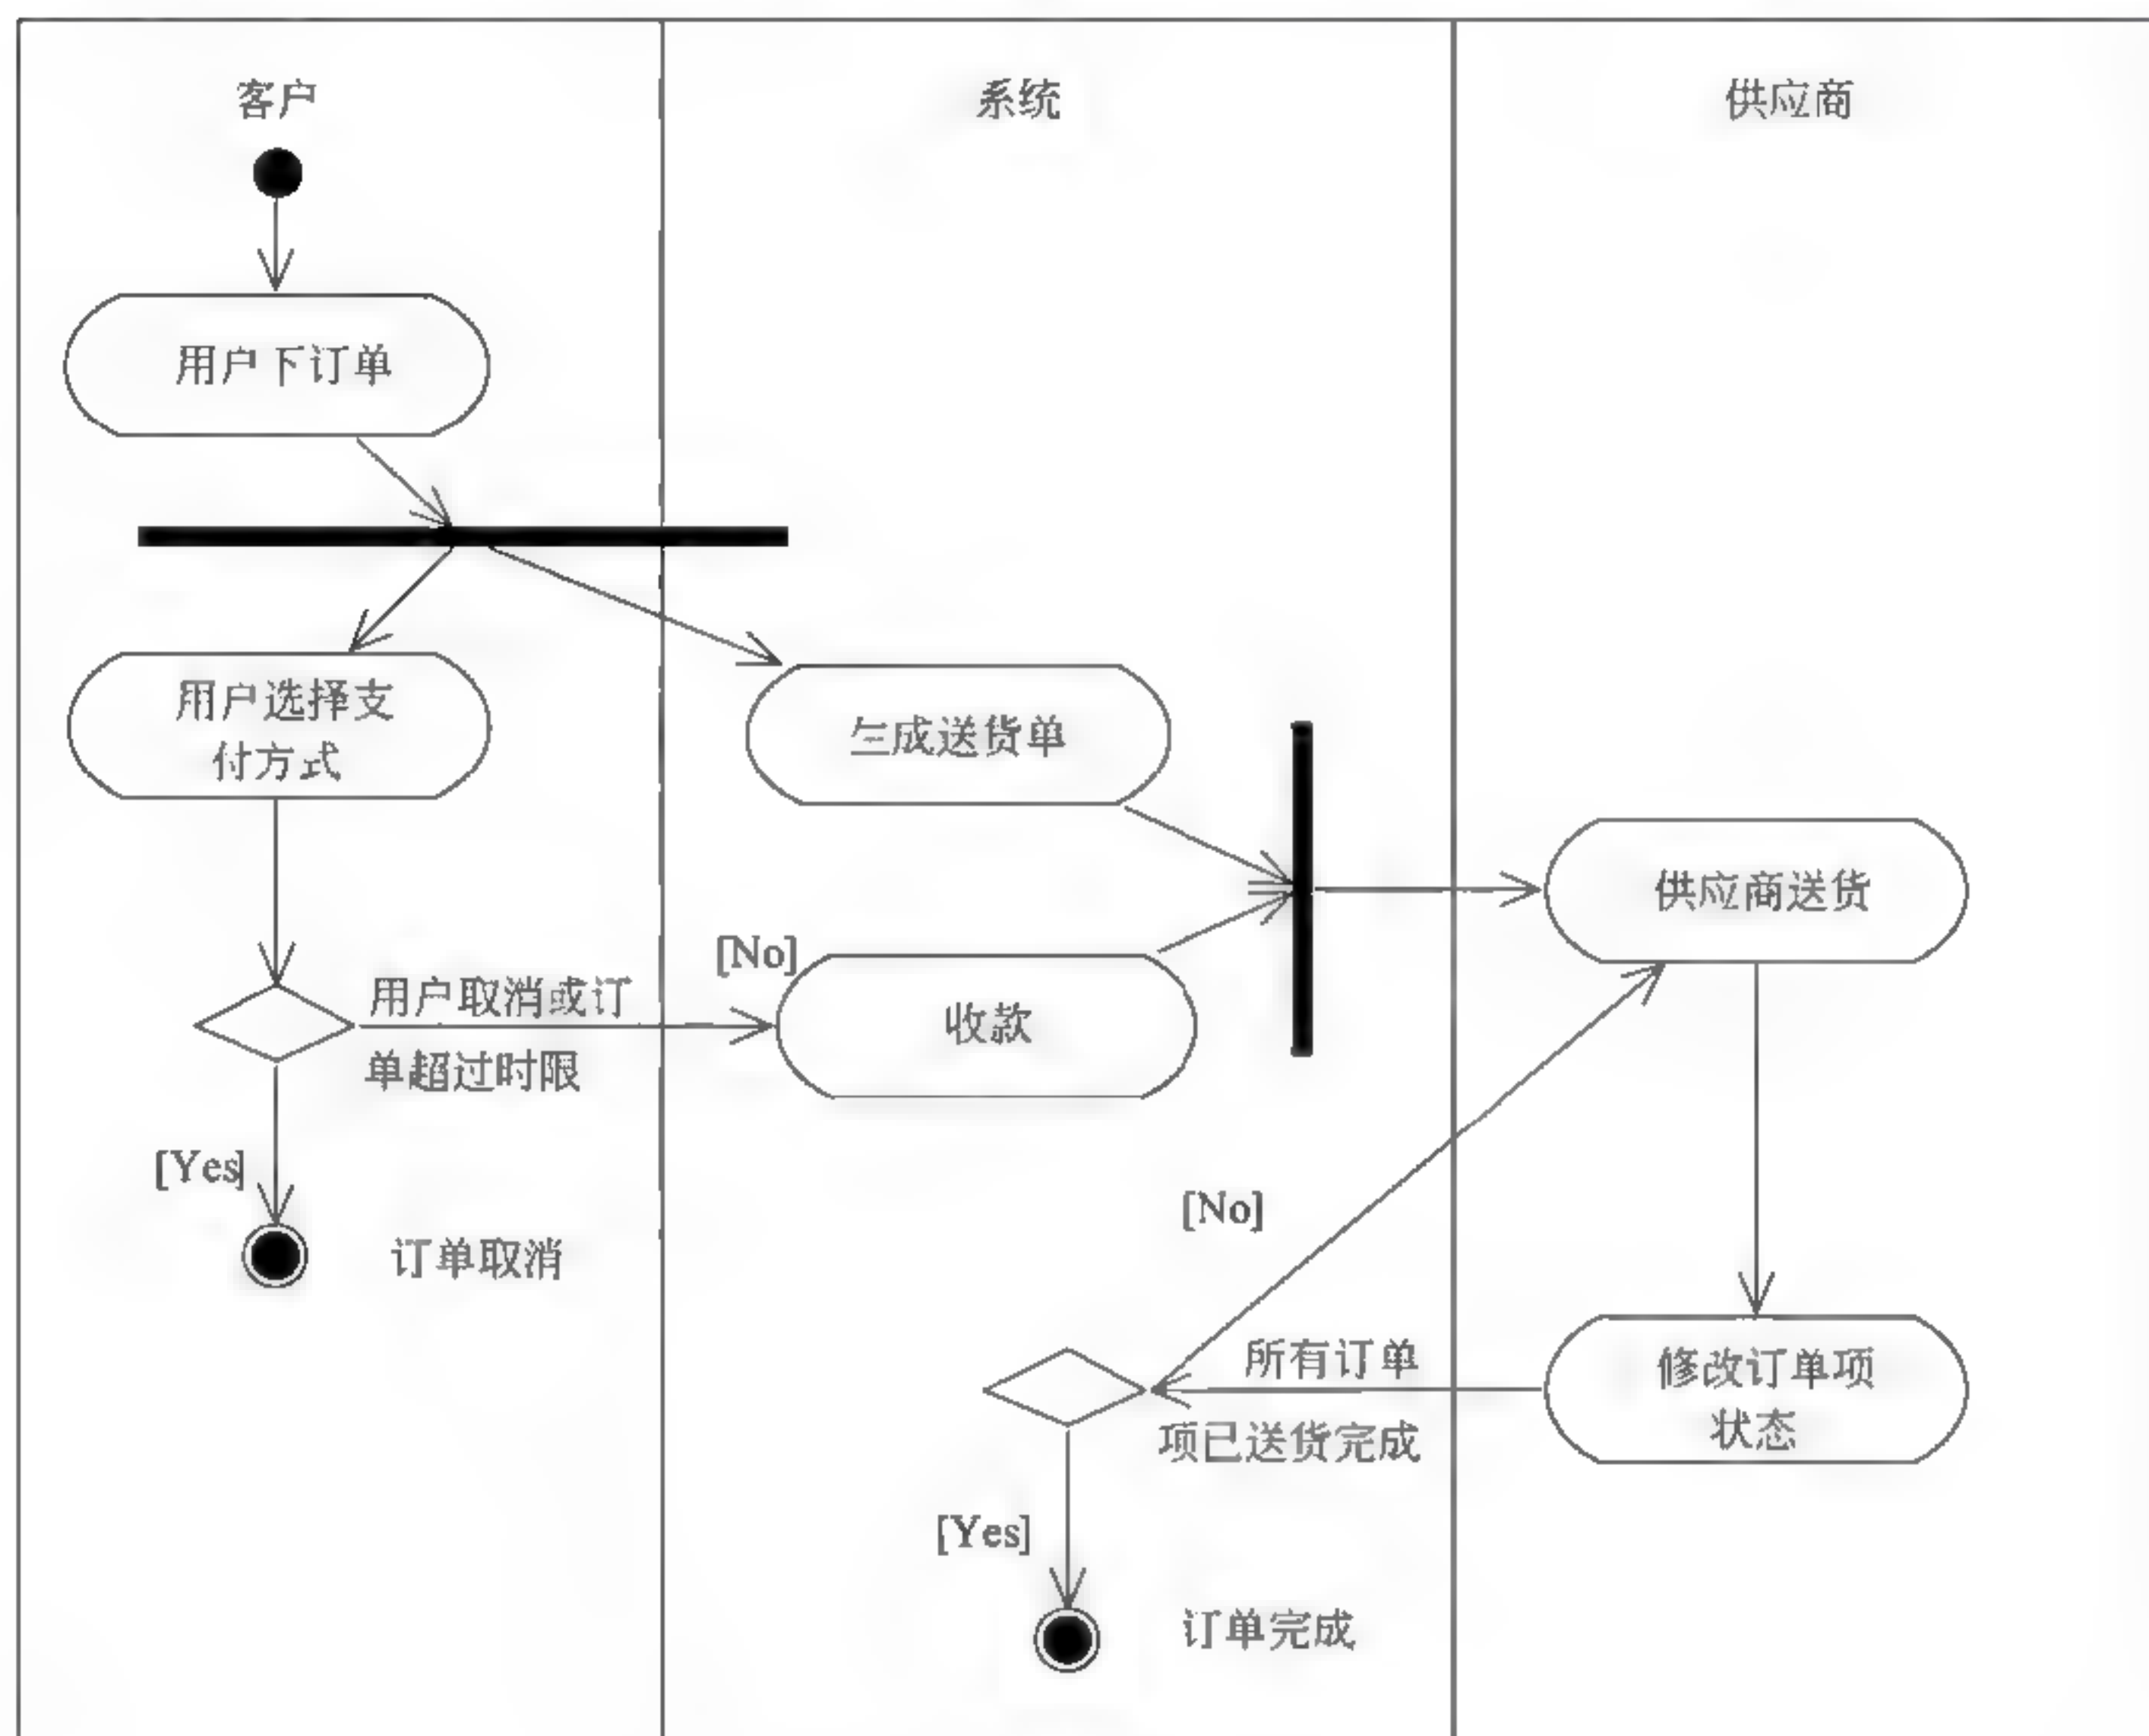 客户
系统
供应商
用户下订单
用户选择支
付方式
生成送货单
供应商送货
[No]
用户取消或订
单超过时限
收款
[Yes]
订单取消
[No]
所有订单
项已送货完成
修改订单项
状态
[Yes]
订单完成